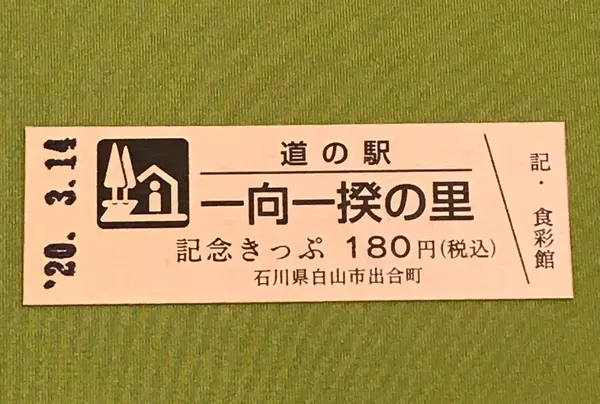 '20. 3.14
道の駅
一向一揆の里
記念きっぷ 180円(税込)
石川県白山市出合町
記・食彩館